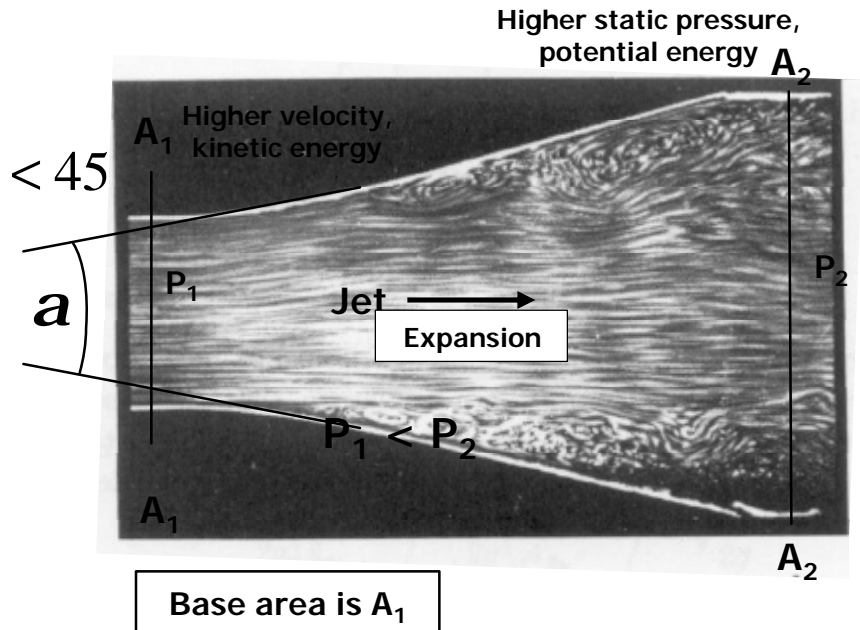 Higher static pressure,
potential energy
A₂
Higher velocity,
kinetic energy
A₁
< 45
P₁
P₂
a
Jet
Expansion
P₁ < P₂
A₁
A₂
Base area is A₁